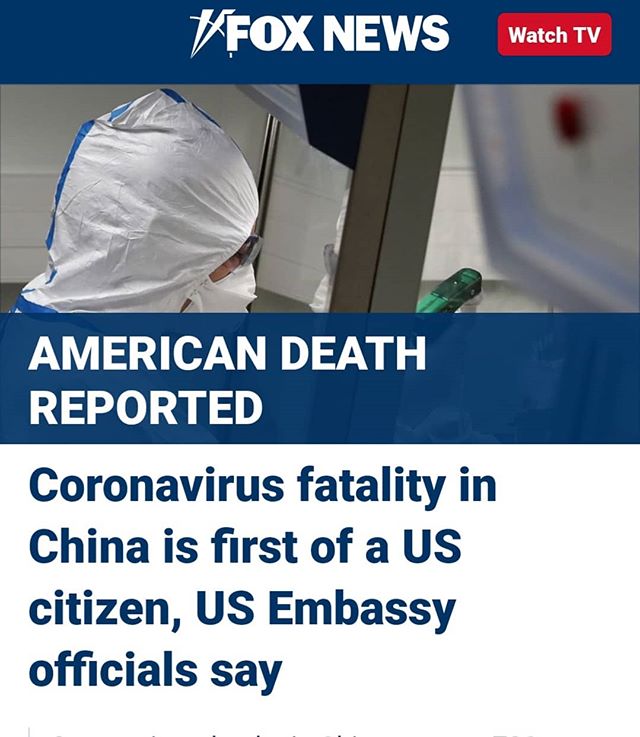 FOX NEWS
Watch TV
AMERICAN DEATH
REPORTED
Coronavirus fatality in
China is first of a US
citizen, US Embassy
officials say